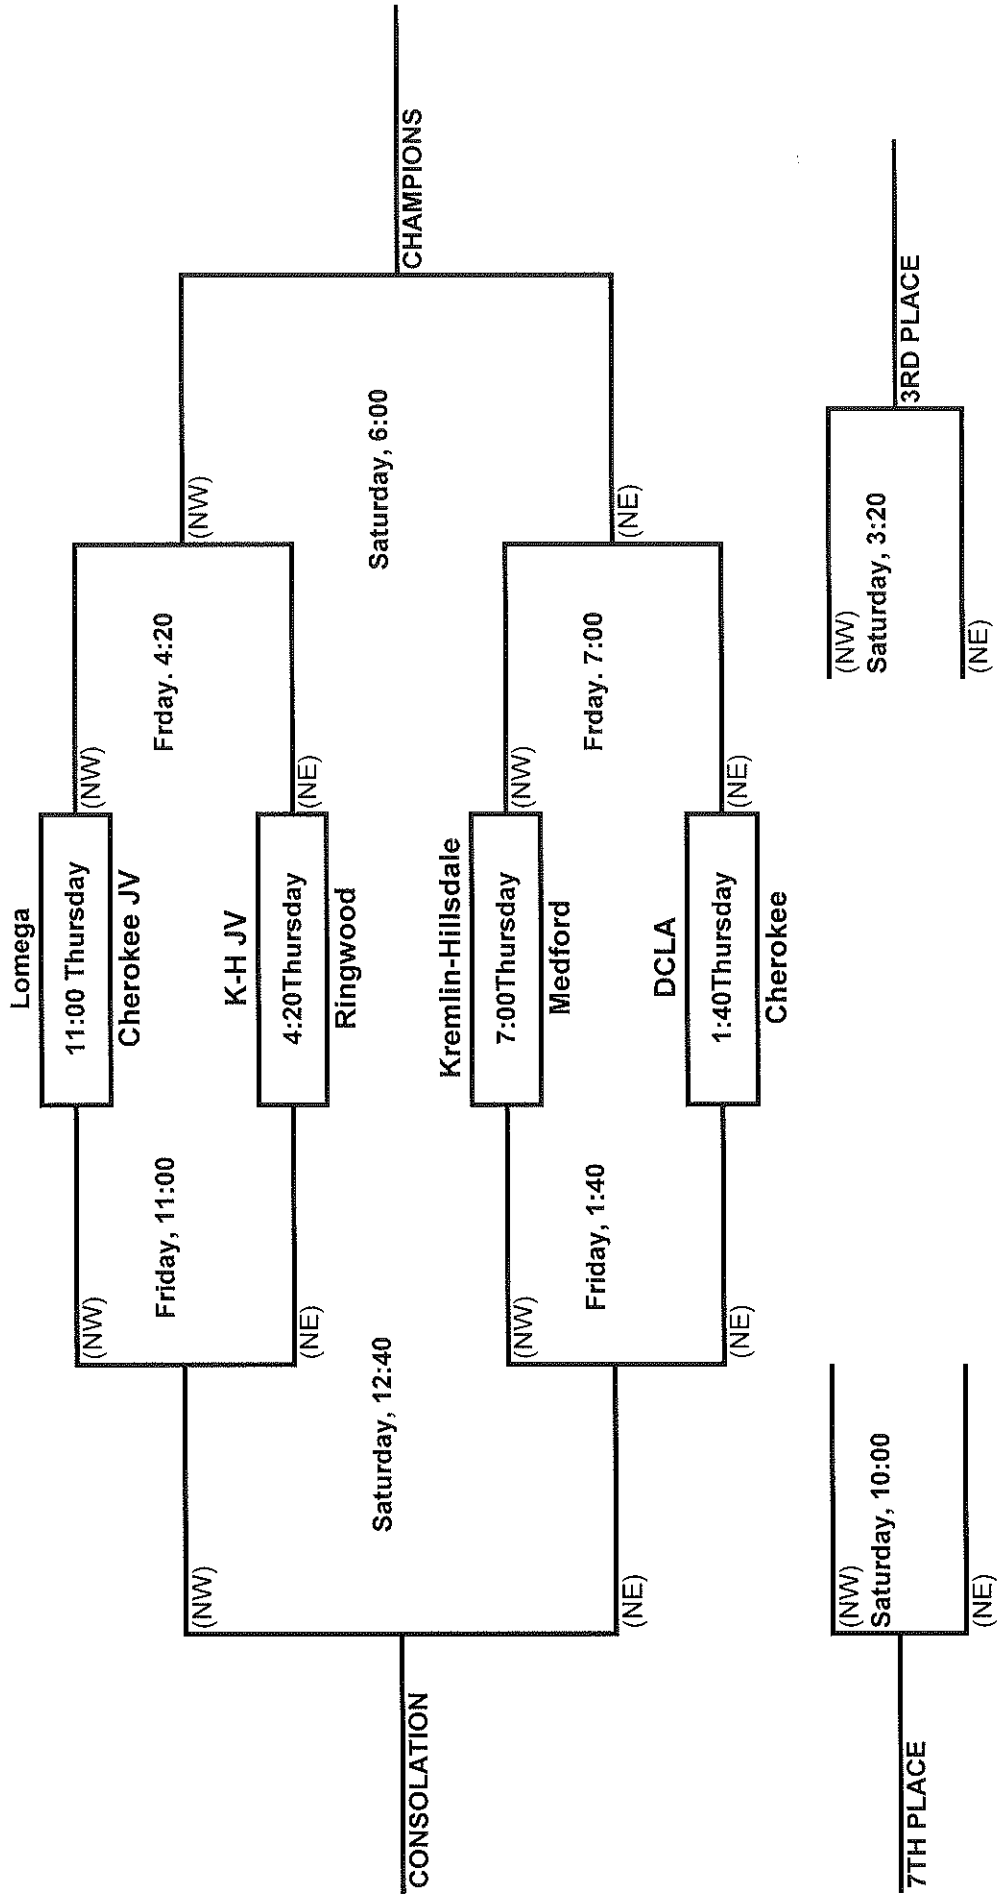 Lomega
11:00 Thursday
Cherokee JV
(NW)
(NW)
Friday, 11:00
Frday. 4:20
(NW)
(NW)
K-H JV
4:20Thursday
Ringwood
(NE)
(NE)
Saturday, 12:40
Saturday, 6:00
CONSOLATION
CHAMPIONS
Kremlin-Hillsdale
7:00Thursday
Medford
(NW)
(NW)
Friday, 1:40
Frday. 7:00
(NE)
(NE)
DCLA
1:40Thursday
Cherokee
(NE)
(NE)
(NW)
Saturday, 10:00
7TH PLACE
(NE)
(NW)
Saturday, 3:20
3RD PLACE
(NE)